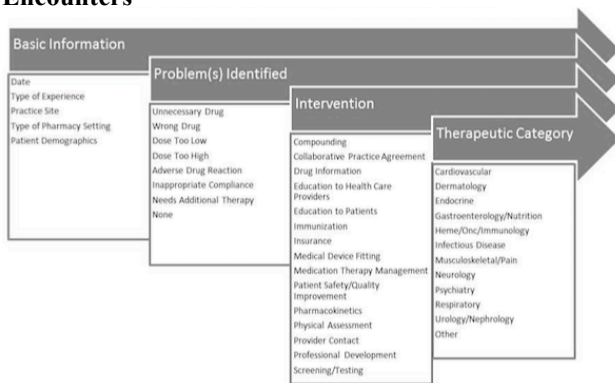 Encounters
Basic Information
Date
Type of Experience
Practice Site
Type of Pharmacy Setting
Patient Demographics
Problem(s) Identified
Unnecessary Drug
Wrong Drug
Dose Too Low
Dose Too High
Adverse Drug Reaction
Inappropriate Compliance
Needs Additional Therapy
None
Intervention
Compounding
Collaborative Practice Agreement
Drug Information
Education to Health Care
Providers
Education to Patients
Immunization
Insurance
Medical Device Fitting
Medication Therapy Management
Patient Safety/Quality
Improvement
Pharmacokinetics
Physical Assessment
Provider Contact
Professional Development
Screening/Testing
Therapeutic Category
Cardiovascular
Dermatology
Endocrine
Gastroenterology/Nutrition
Heme/Onc/Immunology
Infectious Disease
Musculoskeletal/Pain
Neurology
Psychiatry
Respiratory
Urology/Nephrology
Other